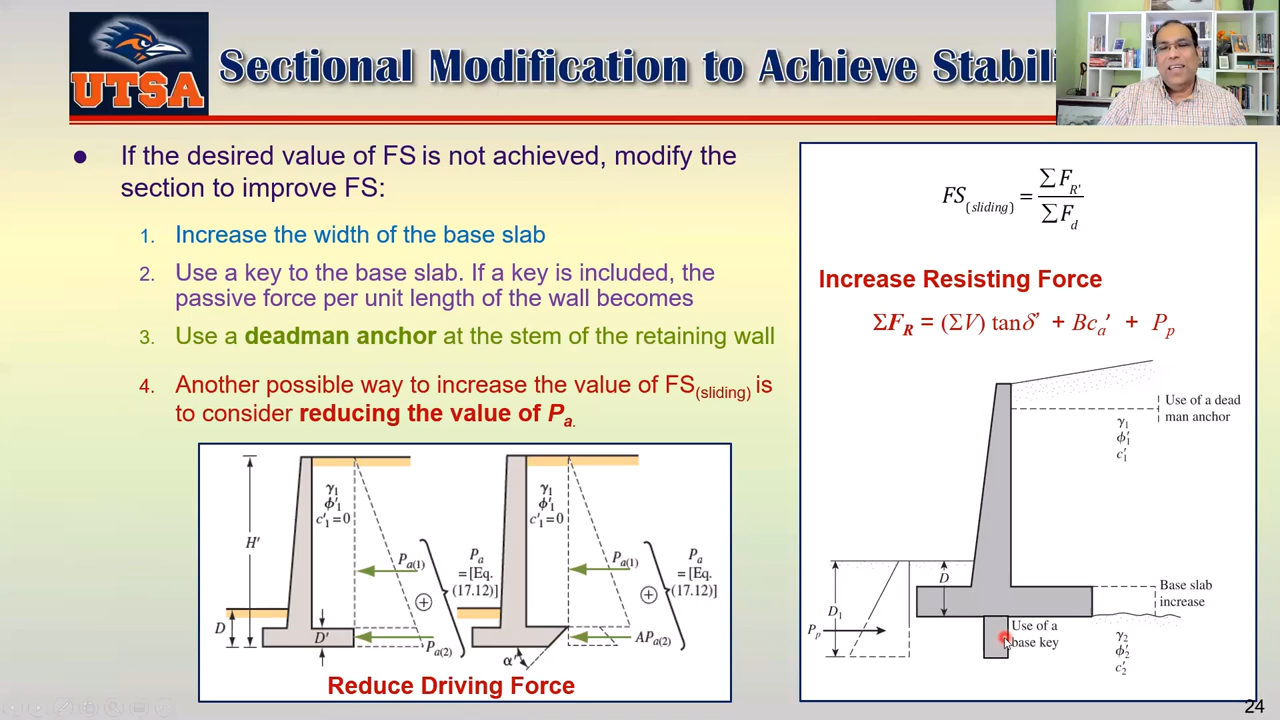 UTSA
Sectional Modification to Achieve Stabili
● If the desired value of FS is not achieved, modify the
section to improve FS:
1. Increase the width of the base slab
2. Use a key to the base slab. If a key is included, the
passive force per unit length of the wall becomes
3. Use a deadman anchor at the stem of the retaining wall
4. Another possible way to increase the value of FS(sliding) is
to consider reducing the value of Pa.
γ1
ϕ′1
c′1=0
H′
D
D′
Pa(1)
Pa(2)
Pa
=[Eq.
(17.12)]
γ1
ϕ′1
c′1=0
α′
Pa(1)
APa(2)
Pa
=[Eq.
(17.12)]
Reduce Driving Force
FS(sliding) = ∑FR' / ∑Fd
Increase Resisting Force
ΣFR = (ΣV) tanδ′ + Bca′ + Pp
Use of a dead
man anchor
γ1
ϕ′1
c′1
D
D1
Pp
Base slab
increase
Use of a
base key
γ2
ϕ′2
c′2
24